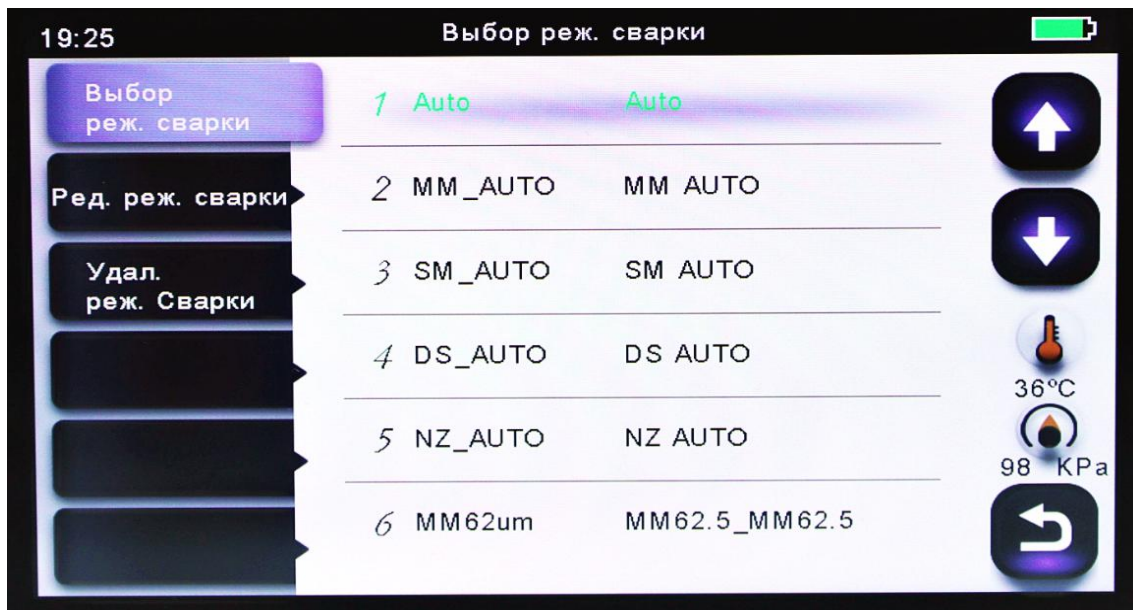 19:25
Выбор реж. сварки
Выбор
реж. сварки
Ред. реж. сварки
Удал.
реж. Сварки
1 Auto Auto
2 MM_AUTO MM AUTO
3 SM_AUTO SM AUTO
4 DS_AUTO DS AUTO
5 NZ_AUTO NZ AUTO
6 MM62um MM62.5_MM62.5
36°C
98 KPa